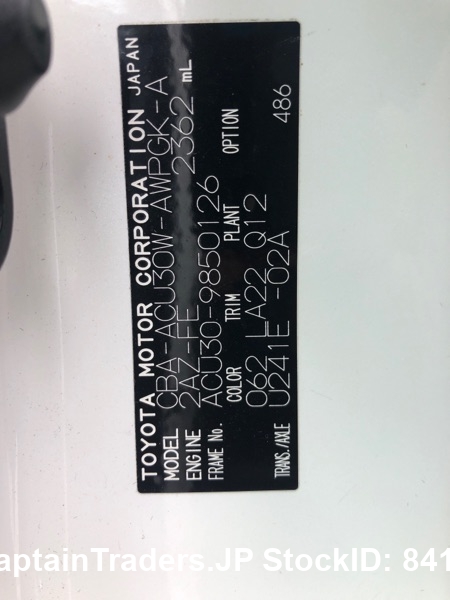 TOYOTA MOTOR CORPORATION JAPAN
MODEL CBA-ACU30W-AWPGK-A
ENGINE 2AZ-FE 2362 mL
FRAME No. ACU30-9850126
COLOR TRIM PLANT OPTION
062 LA22 Q12
TRANS./AXLE U241E -02A 486
aptainTraders.JP StockID: 841